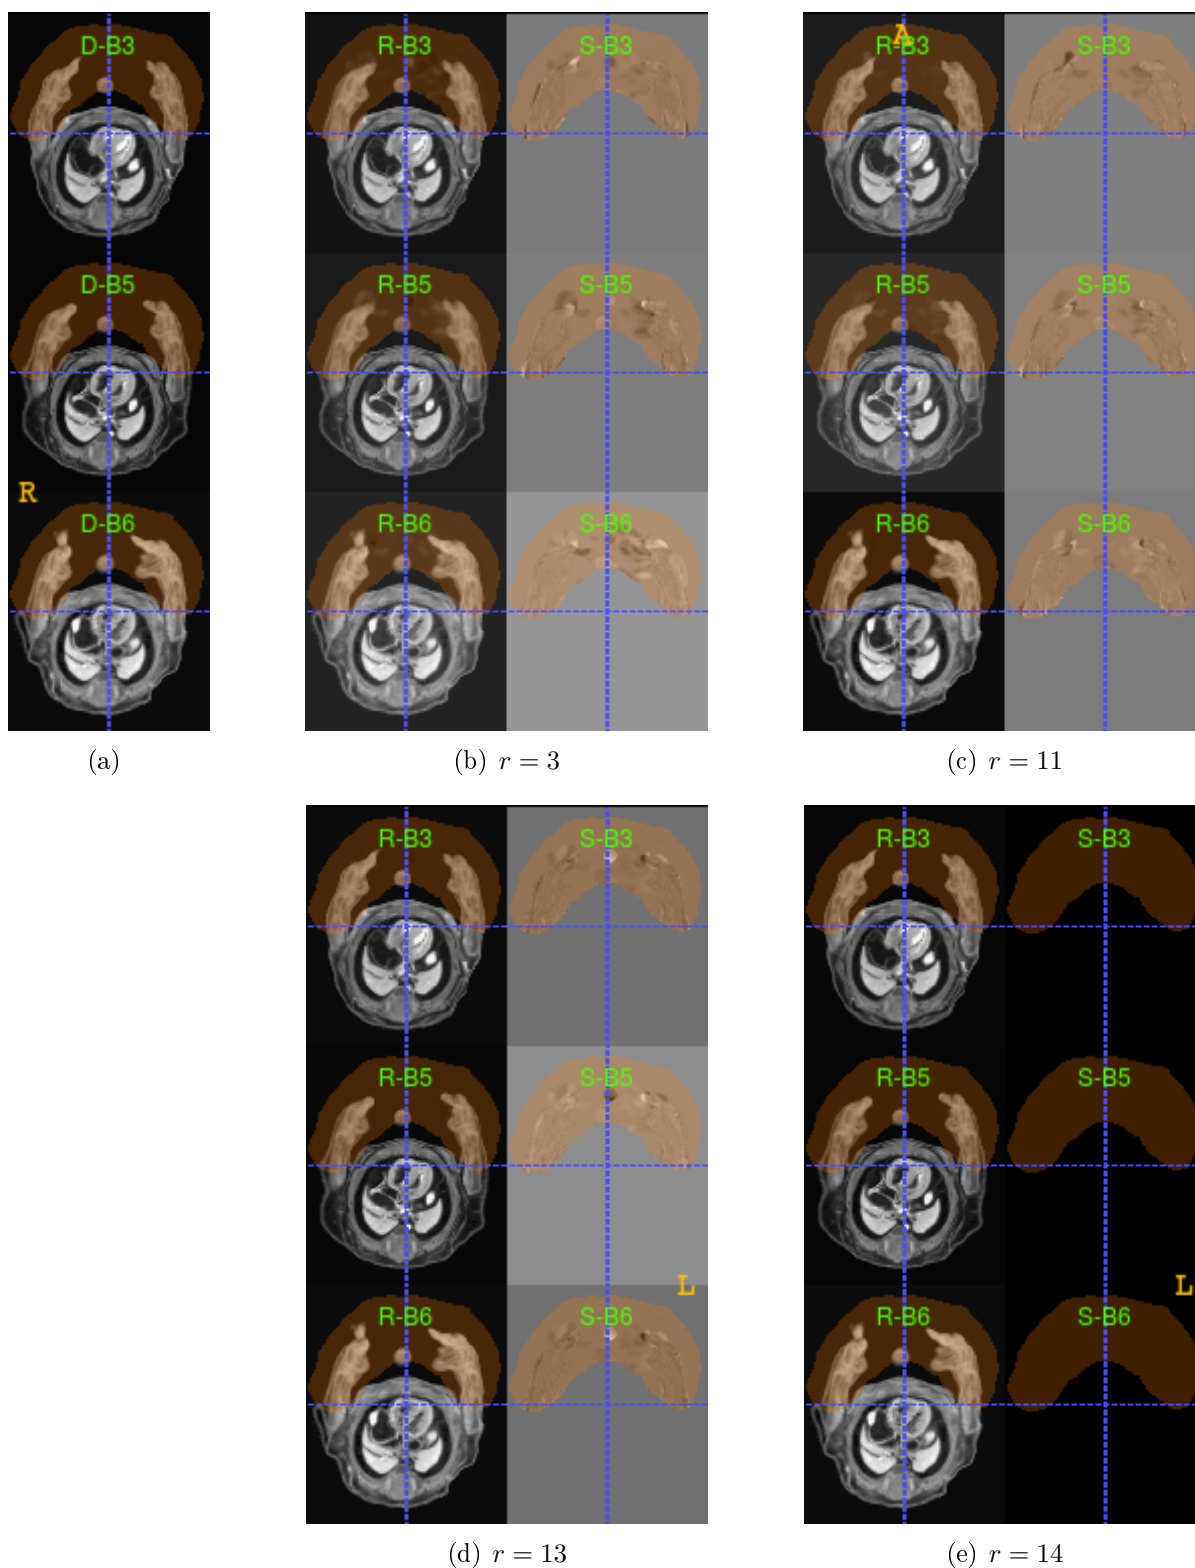 D-B3
D-B5
R
D-B6
(a)
R-B3 S-B3
R-B5 S-B5
R-B6 S-B6
(b) r = 3
A
R-B3 S-B3
R-B5 S-B5
R-B6 S-B6
(c) r = 11
R-B3 S-B3
R-B5 S-B5
L
R-B6 S-B6
(d) r = 13
R-B3 S-B3
R-B5 S-B5
L
R-B6 S-B6
(e) r = 14